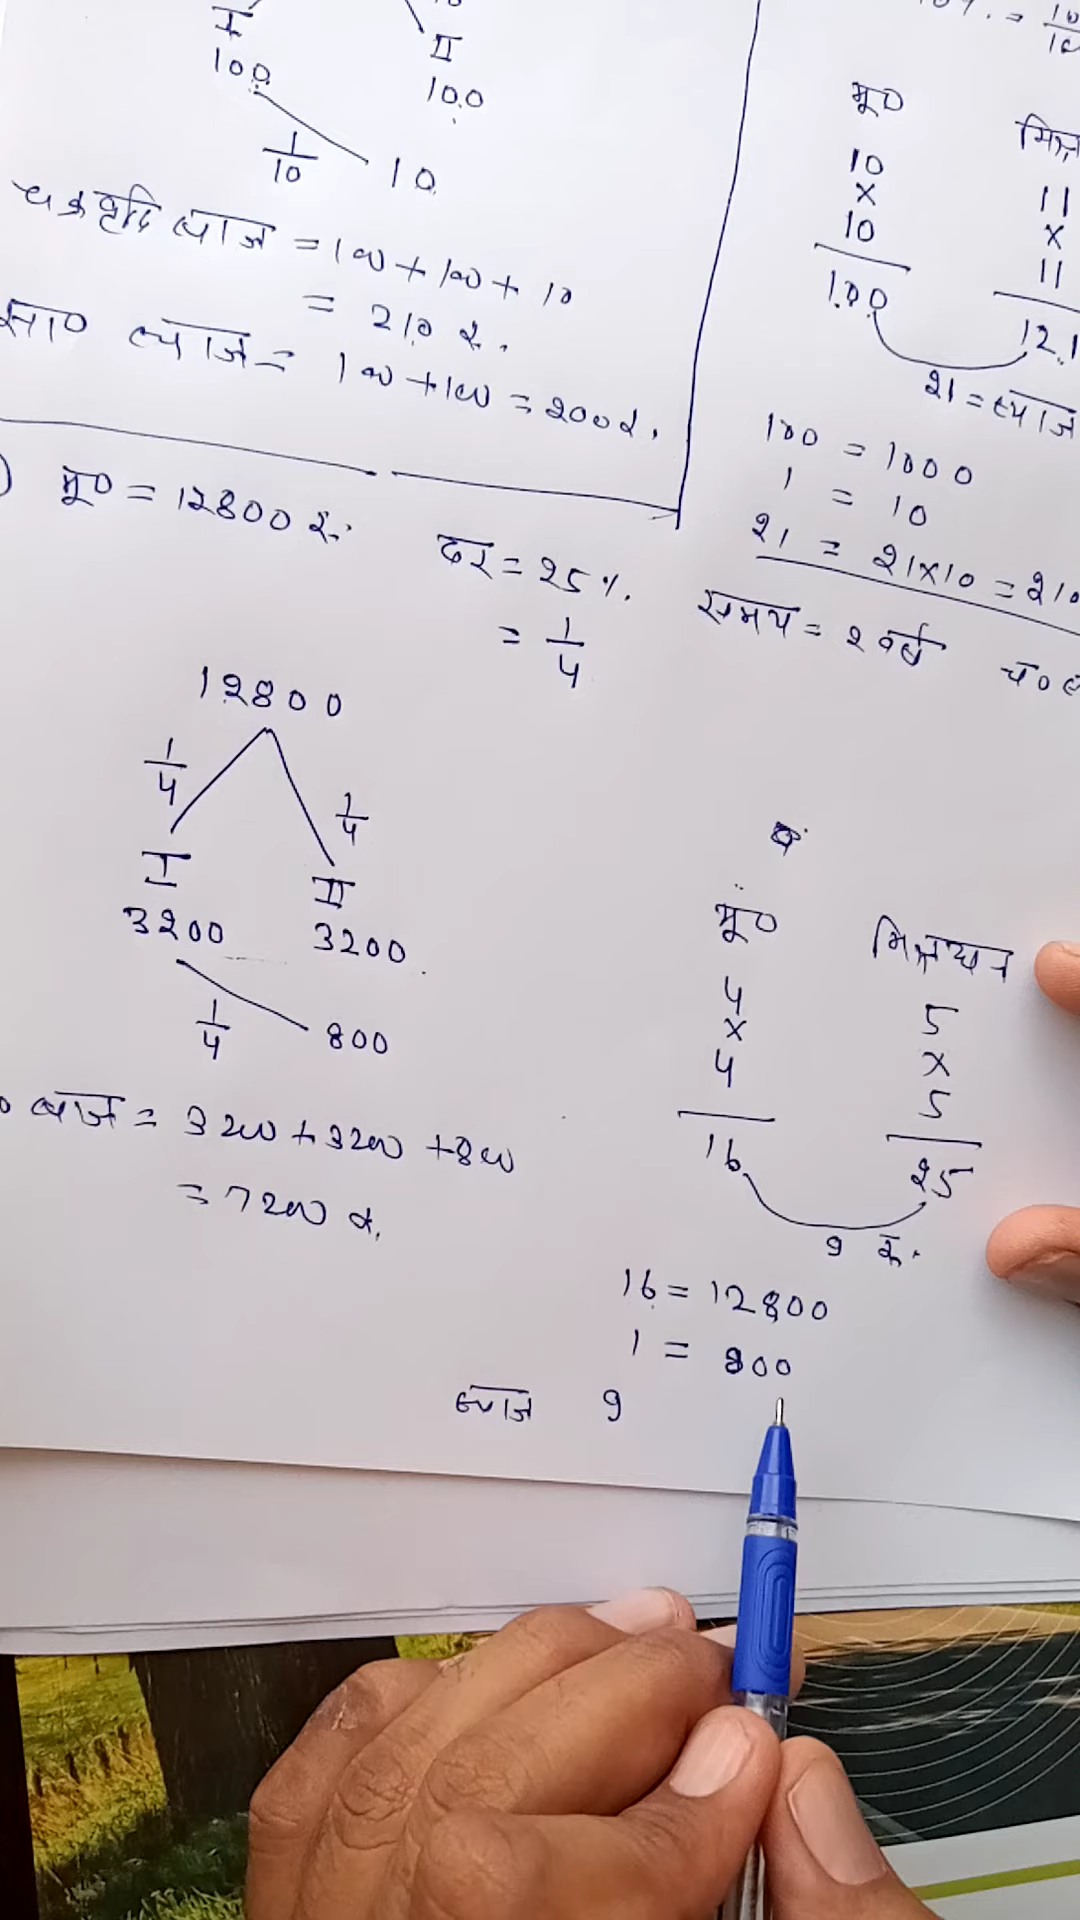 I
II
100
100
1/10
10
चक्रवृद्धि ब्याज = 100 + 100 + 10
= 210 रु.
सा० ब्याज = 100 + 100 = 200रु.
10
मू०
10
×
10
100
11
×
11
121
21 = ब्याज
100 = 1000
1 = 10
21 = 21×10 = 210
मू० = 12800 रु.
दर = 25%.
= 1/4
समय = 2 वर्ष
12800
1/4
1/4
I
II
3200
3200
1/4
800
ब्याज = 3200 + 3200 + 800
= 7200 रु.
मू०
मिश्रधन
4
×
4
16
5
×
5
25
9 रु.
16 = 12800
1 = 800
ब्याज 9